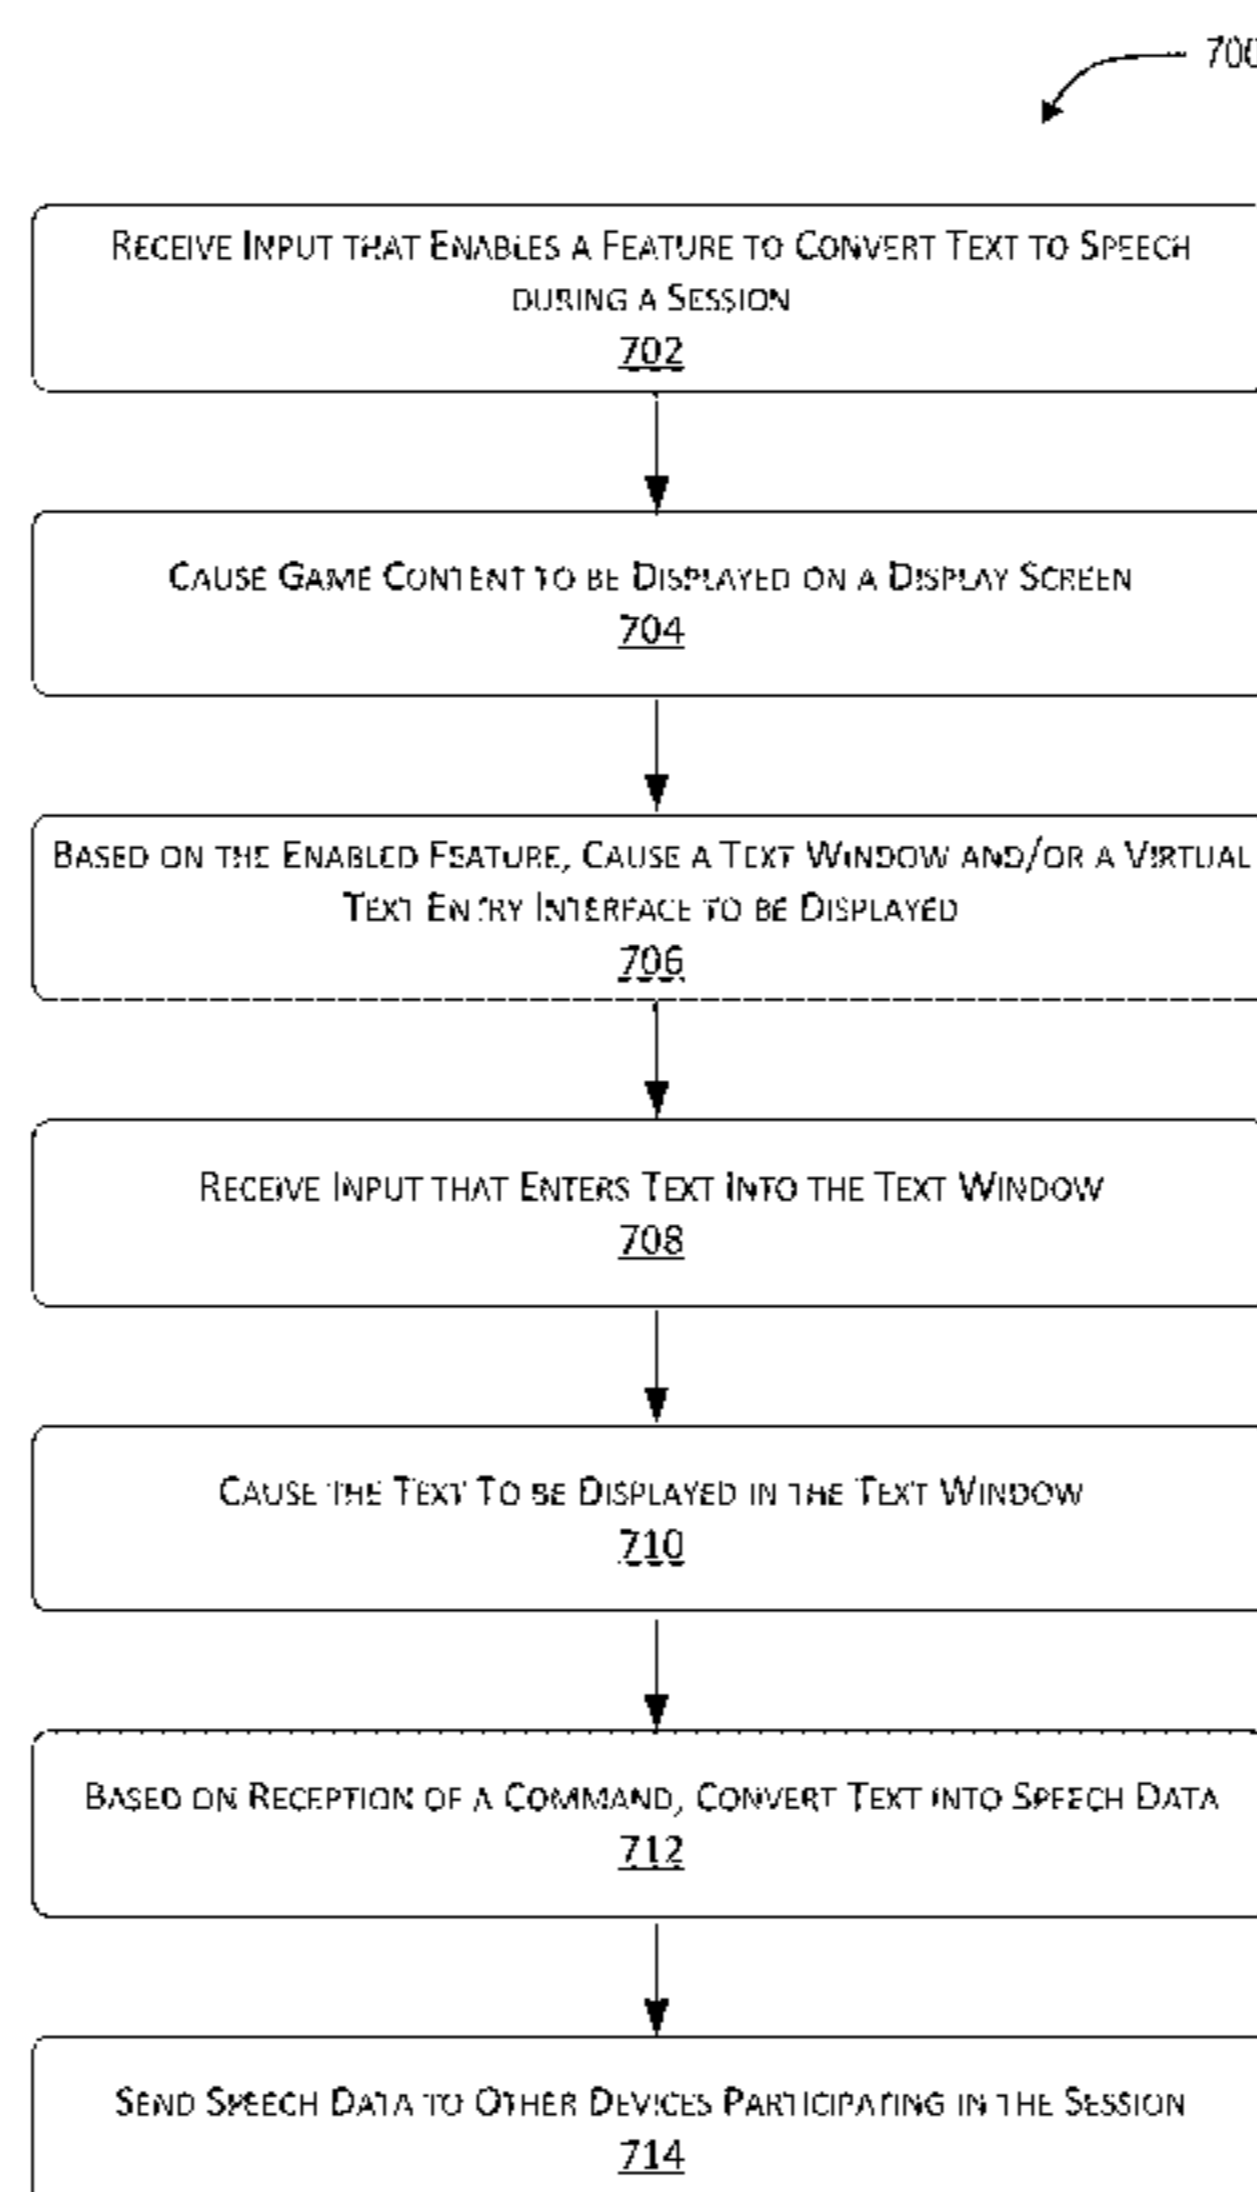 700
RECEIVE INPUT THAT ENABLES A FEATURE TO CONVERT TEXT TO SPEECH
DURING A SESSION
702
CAUSE GAME CONTENT TO BE DISPLAYED ON A DISPLAY SCREEN
704
BASED ON THE ENABLED FEATURE, CAUSE A TEXT WINDOW AND/OR A VIRTUAL
TEXT ENTRY INTERFACE TO BE DISPLAYED
706
RECEIVE INPUT THAT ENTERS TEXT INTO THE TEXT WINDOW
708
CAUSE THE TEXT TO BE DISPLAYED IN THE TEXT WINDOW
710
BASED ON RECEPTION OF A COMMAND, CONVERT TEXT INTO SPEECH DATA
712
SEND SPEECH DATA TO OTHER DEVICES PARTICIPATING IN THE SESSION
714